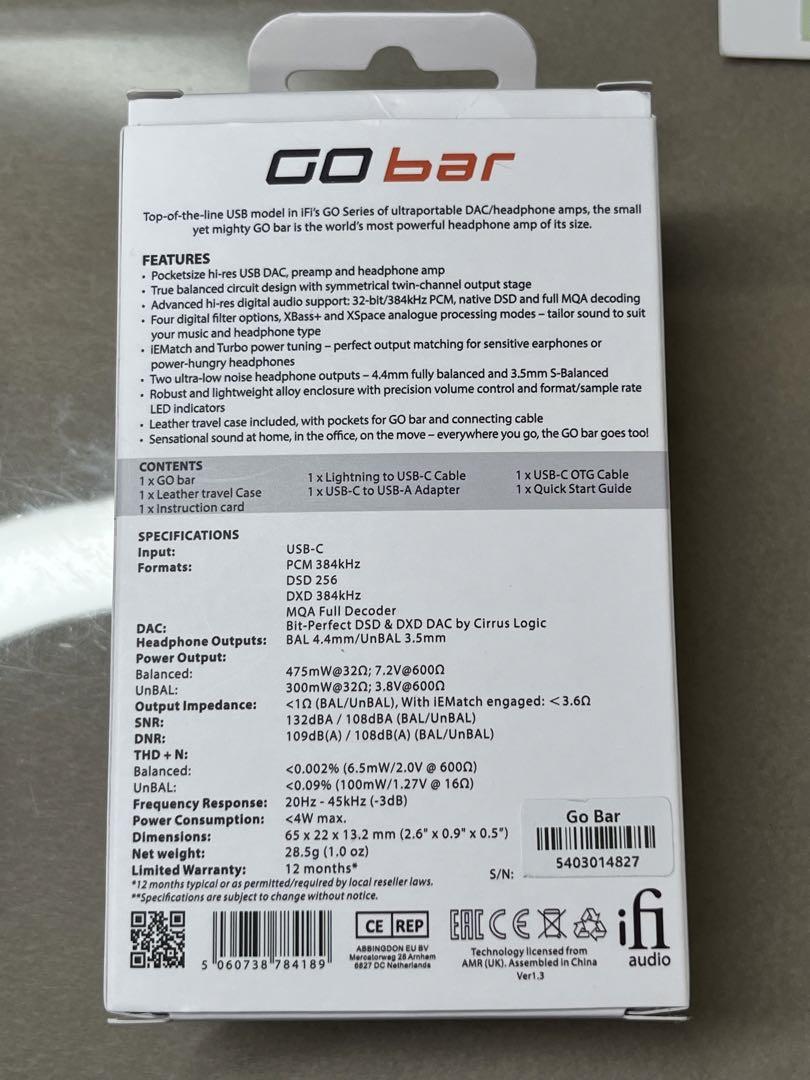 GO bar
Top-of-the-line USB model in iFi's GO Series of ultraportable DAC/headphone amps, the small
yet mighty GO bar is the world's most powerful headphone amp of its size.
FEATURES
• Pocketsize hi-res USB DAC, preamp and headphone amp
• True balanced circuit design with symmetrical twin-channel output stage
• Advanced hi-res digital audio support: 32-bit/384kHz PCM, native DSD and full MQA decoding
• Four digital filter options, XBass+ and XSpace analogue processing modes – tailor sound to suit
your music and headphone type
• iEMatch and Turbo power tuning – perfect output matching for sensitive earphones or
power-hungry headphones
• Two ultra-low noise headphone outputs – 4.4mm fully balanced and 3.5mm S-Balanced
• Robust and lightweight alloy enclosure with precision volume control and format/sample rate
LED indicators
• Leather travel case included, with pockets for GO bar and connecting cable
• Sensational sound at home, in the office, on the move – everywhere you go, the GO bar goes too!
CONTENTS
1 x GO bar 1 x Lightning to USB-C Cable 1 x USB-C OTG Cable
1 x Leather travel Case 1 x USB-C to USB-A Adapter 1 x Quick Start Guide
1 x Instruction card
SPECIFICATIONS
Input: USB-C
Formats: PCM 384kHz
DSD 256
DXD 384kHz
MQA Full Decoder
DAC: Bit-Perfect DSD & DXD DAC by Cirrus Logic
Headphone Outputs: BAL 4.4mm/UnBAL 3.5mm
Power Output:
Balanced: 475mW@32Ω; 7.2V@600Ω
UnBAL: 300mW@32Ω; 3.8V@600Ω
Output Impedance: <1Ω (BAL/UnBAL), With iEMatch engaged: <3.6Ω
SNR: 132dBA / 108dBA (BAL/UnBAL)
DNR: 109dB(A) / 108dB(A) (BAL/UnBAL)
THD + N:
Balanced: <0.002% (6.5mW/2.0V @ 600Ω)
UnBAL: <0.09% (100mW/1.27V @ 16Ω)
Frequency Response: 20Hz - 45kHz (-3dB)
Power Consumption: <4W max.
Dimensions: 65 x 22 x 13.2 mm (2.6" x 0.9" x 0.5")
Net weight: 28.5g (1.0 oz)
Limited Warranty: 12 months*
*12 months typical or as permitted/required by local reseller laws.
**Specifications are subject to change without notice.
S/N:
Go Bar
5403014827
5 060738 784189
CE REP
ABBINGDON EU BV
Mercatorweg 28 Arnhem
6827 DC Netherlands
EAC CE
Technology licensed from
AMR (UK). Assembled in China
Ver1.3
iFi
audio